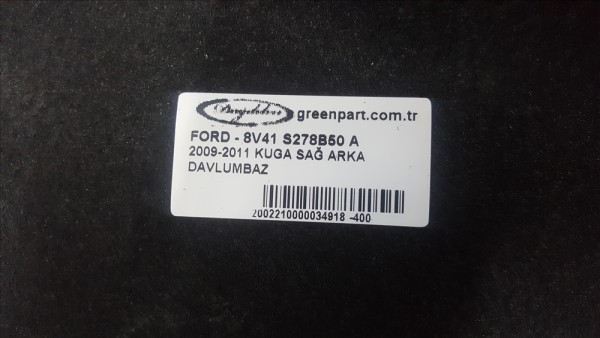 greenpart.com.tr
FORD - 8V41 S278B50 A
2009-2011 KUGA SAĞ ARKA
DAVLUMBAZ
2002210000034918 -400